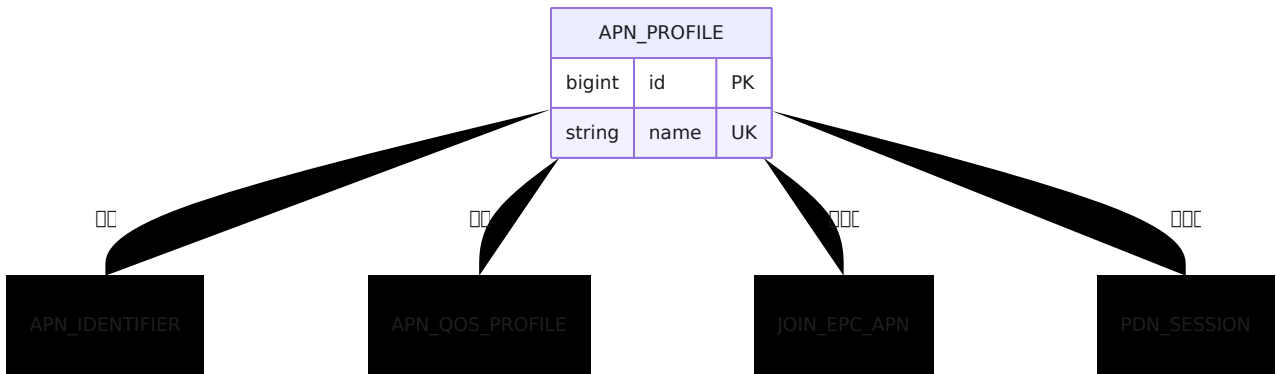 APN_PROFILE
bigint id PK
string name UK
APN_IDENTIFIER
APN_QOS_PROFILE
JOIN_EPC_APN
PDN_SESSION